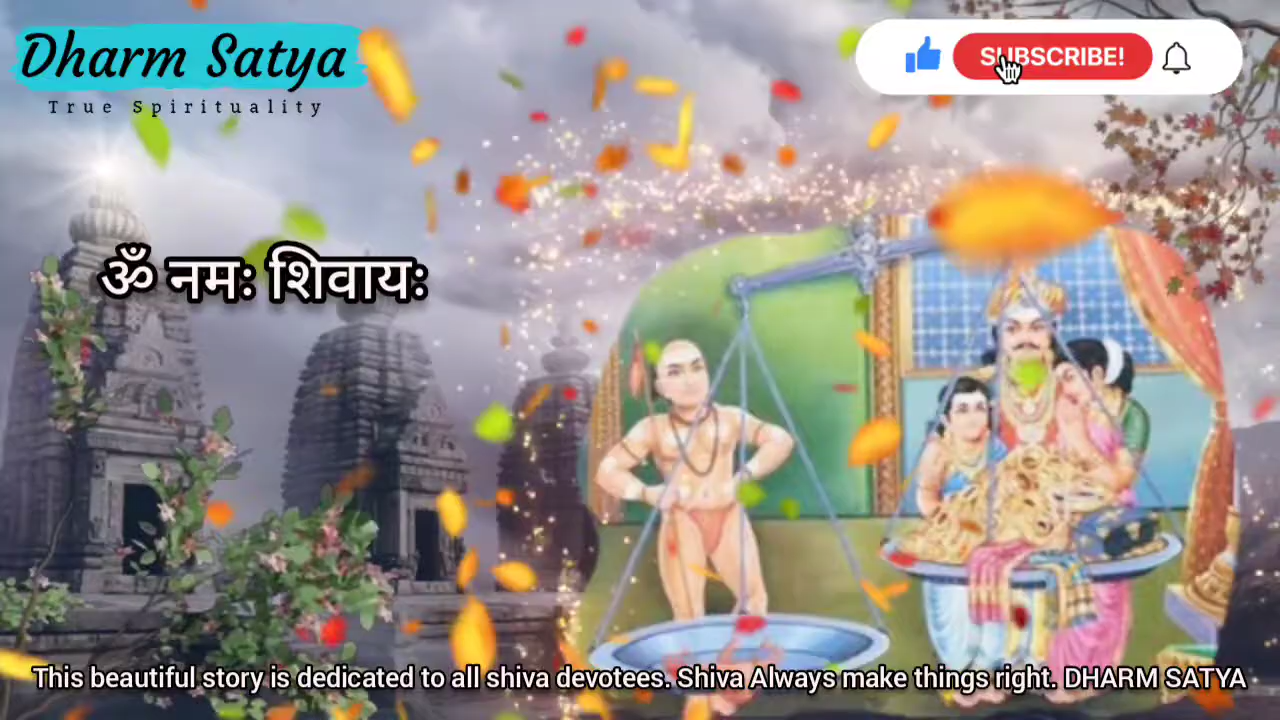 Dharm Satya
True Spirituality
SUBSCRIBE!
ॐ नमः शिवायः
This beautiful story is dedicated to all shiva devotees. Shiva Always make things right. DHARM SATYA